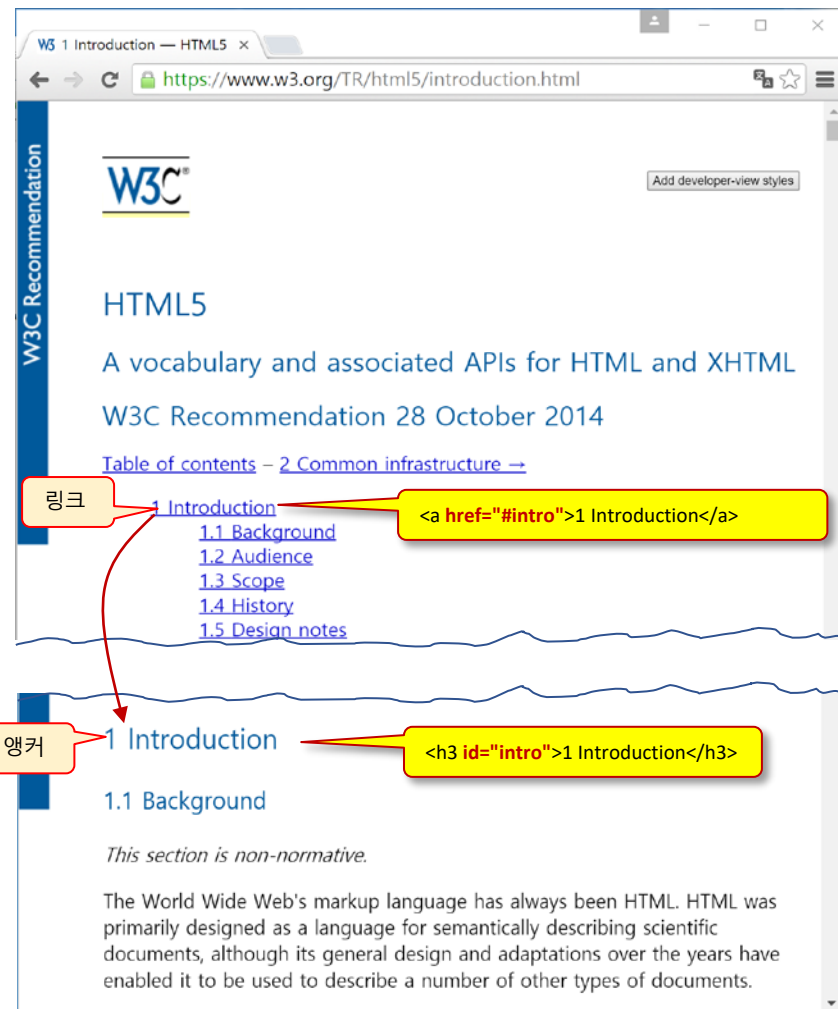 W3 1 Introduction — HTML5 ×
https://www.w3.org/TR/html5/introduction.html
W3C Recommendation
W3C®
Add developer-view styles
HTML5
A vocabulary and associated APIs for HTML and XHTML
W3C Recommendation 28 October 2014
Table of contents – 2 Common infrastructure →
링크
1 Introduction
<a href="#intro">1 Introduction</a>
1.1 Background
1.2 Audience
1.3 Scope
1.4 History
1.5 Design notes
앵커
1 Introduction
<h3 id="intro">1 Introduction</h3>
1.1 Background
This section is non-normative.
The World Wide Web's markup language has always been HTML. HTML was
primarily designed as a language for semantically describing scientific
documents, although its general design and adaptations over the years have
enabled it to be used to describe a number of other types of documents.